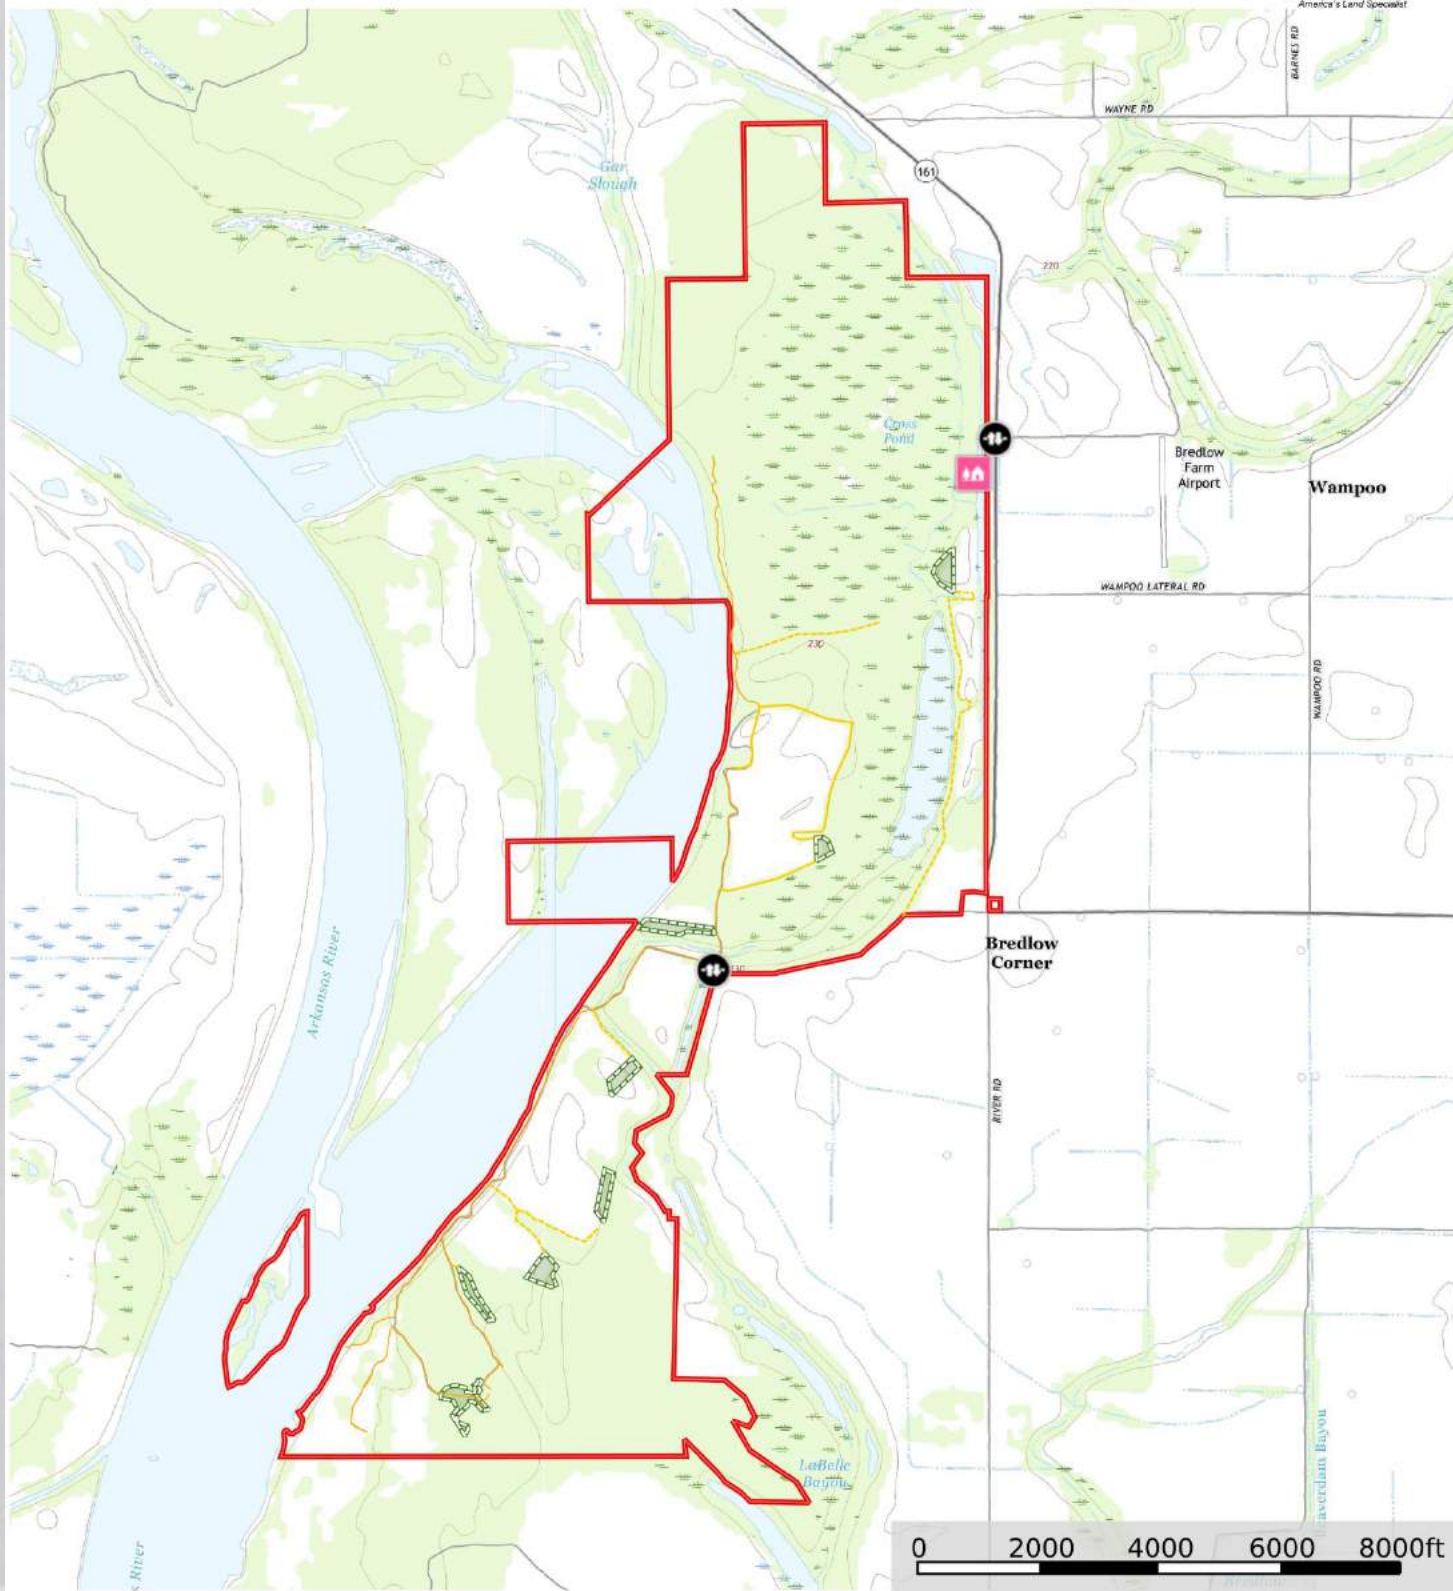 America's Land Specialist
BARNES RD
WAYNE RD
Gar
Slough
161
220
Cross
Pond
Bredlow
Farm
Airport
Wampoo
WAMPOO LATERAL RD
230
WAMPOO RD
Arkansas River
Bredlow
Corner
RIVER RD
LaBelle
Bayou
Beaverdam Bayou
0 2000 4000 6000 8000ft
River
Bredlow